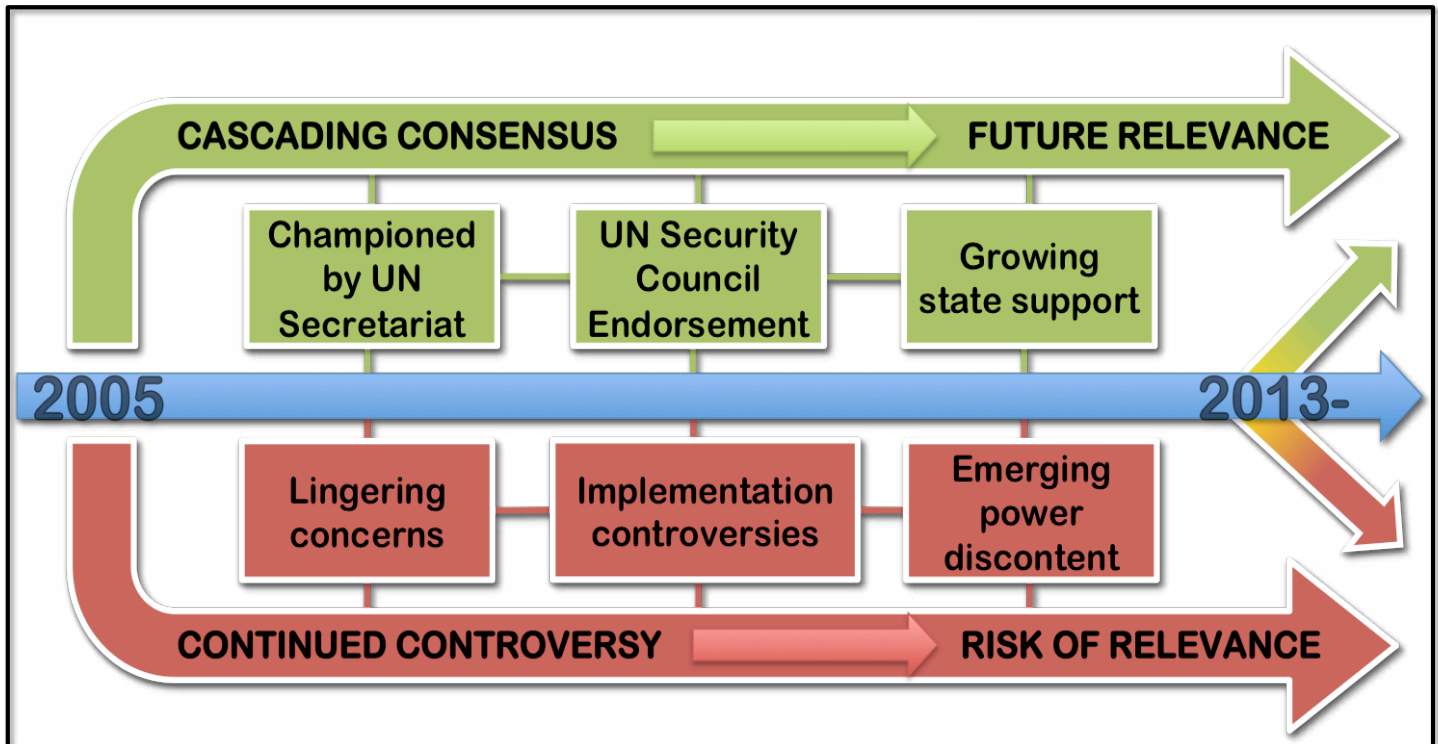 CASCADING CONSENSUS
FUTURE RELEVANCE
Championed
by UN
Secretariat
UN Security
Council
Endorsement
Growing
state support
2005
2013-
Lingering
concerns
Implementation
controversies
Emerging
power
discontent
CONTINUED CONTROVERSY
RISK OF RELEVANCE